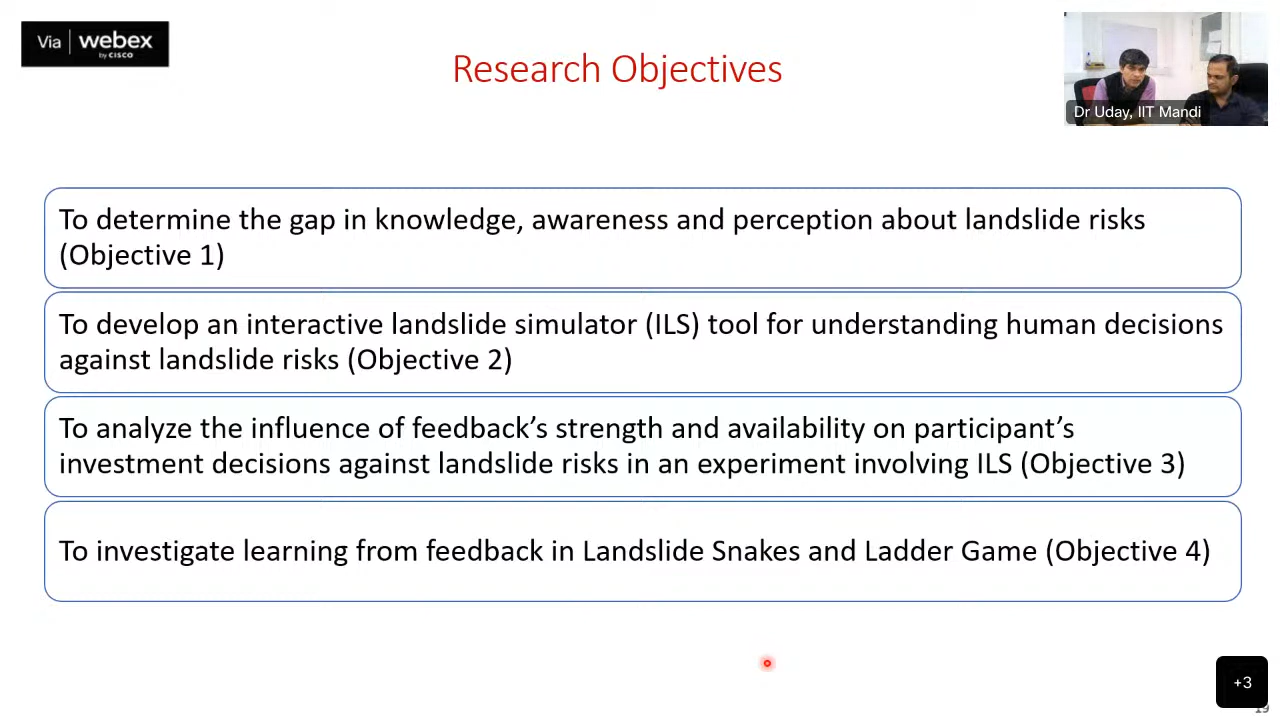 Via | webex
by CISCO
Research Objectives
Dr Uday, IIT Mandi
To determine the gap in knowledge, awareness and perception about landslide risks
(Objective 1)
To develop an interactive landslide simulator (ILS) tool for understanding human decisions
against landslide risks (Objective 2)
To analyze the influence of feedback’s strength and availability on participant’s
investment decisions against landslide risks in an experiment involving ILS (Objective 3)
To investigate learning from feedback in Landslide Snakes and Ladder Game (Objective 4)
+3
19